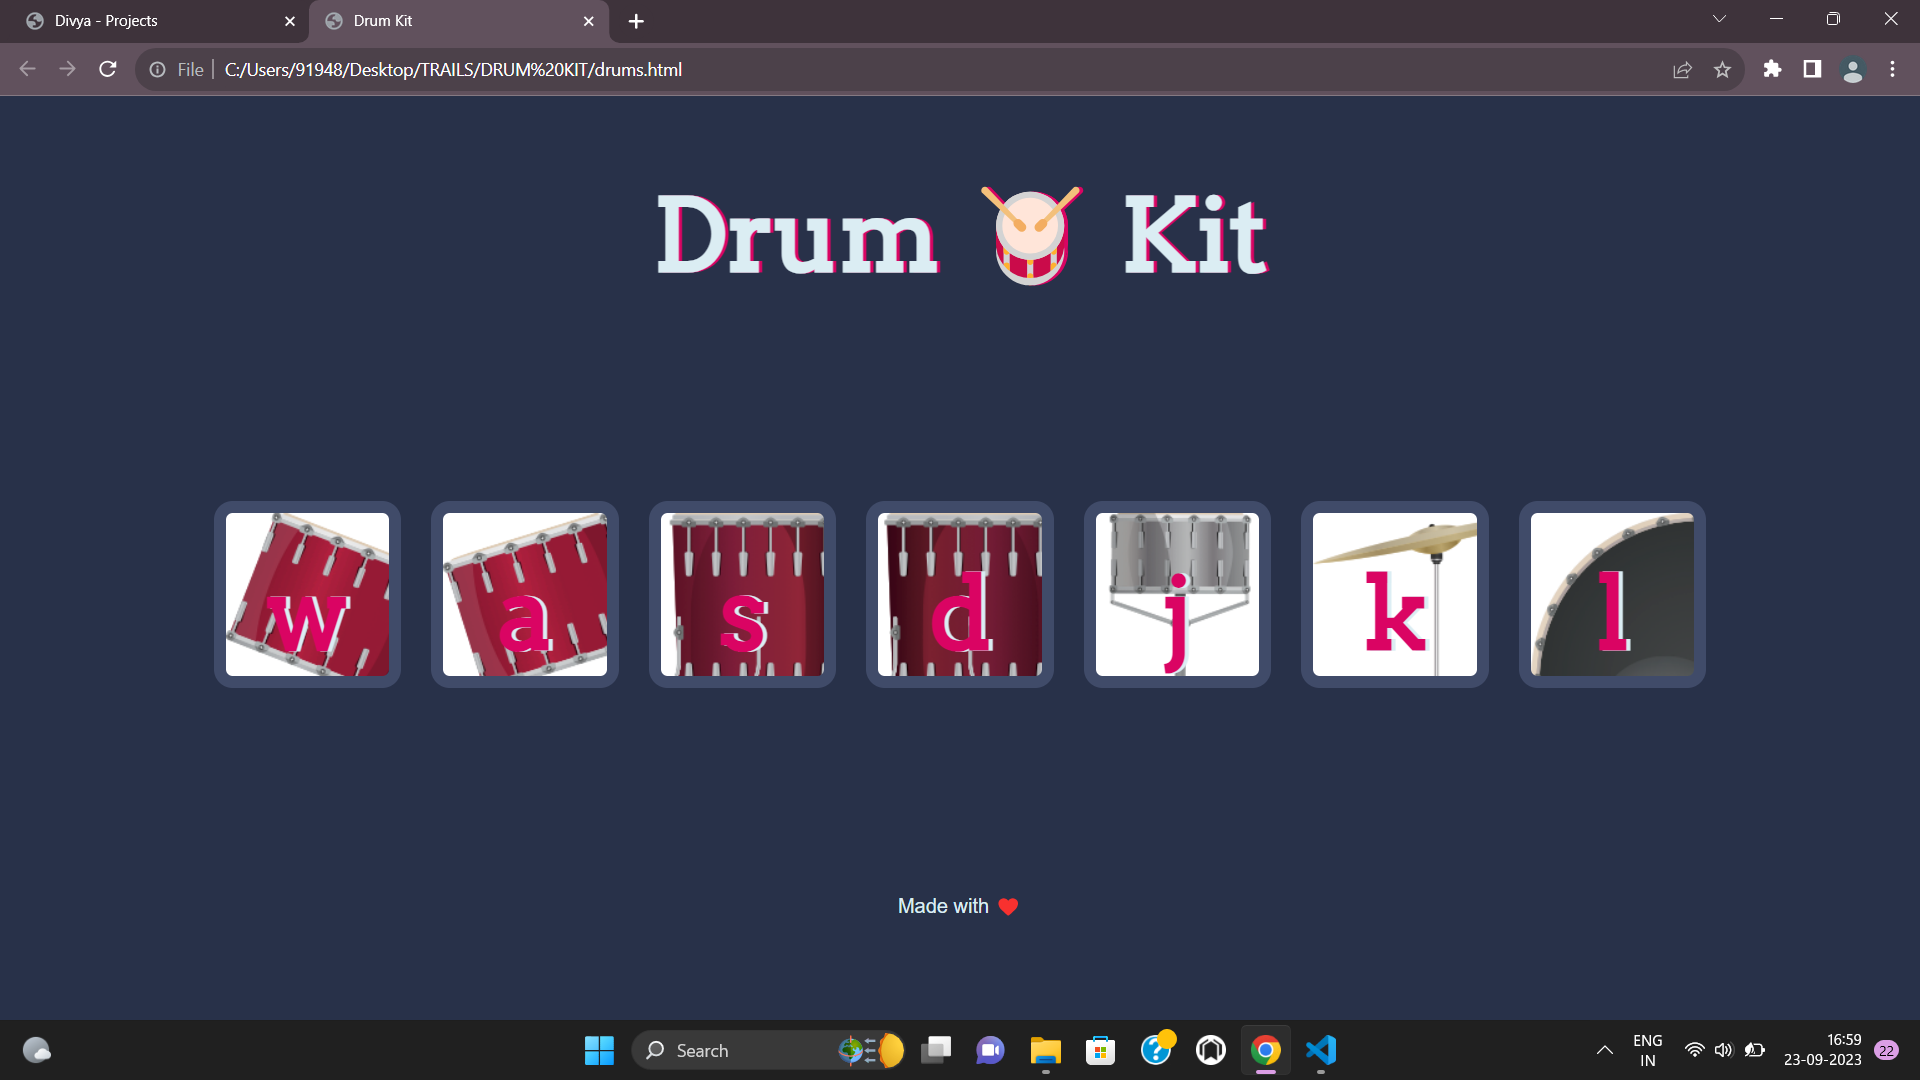 Divya - Projects
Drum Kit
File
C:/Users/91948/Desktop/TRAILS/DRUM%20KIT/drums.html
Drum 🥁 Kit
w
a
s
d
j
k
l
Made with ❤️
Search
ENG
IN
16:59
23-09-2023
22